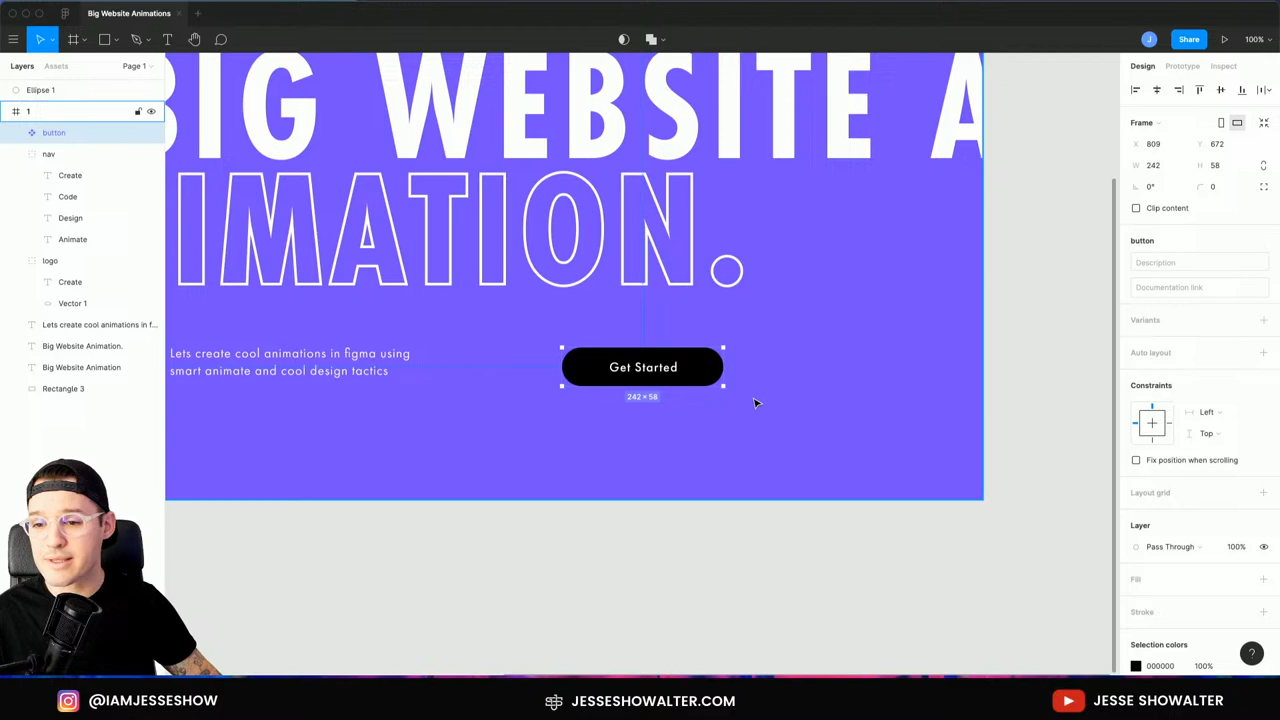 Big Website Animations
Share
100%
Layers
Assets
Page 1
Ellipse 1
1
button
nav
Create
Code
Design
Animate
logo
Create
Vector 1
Lets create cool animations in f...
Big Website Animation.
Big Website Animation
Rectangle 3
BIG WEBSITE A
IMATION.
Lets create cool animations in figma using
smart animate and cool design tactics
Get Started
242 × 58
Design
Prototype
Inspect
Frame
X 809
Y 672
W 242
H 58
0°
0
Clip content
button
Description
Documentation link
Variants
Auto layout
Constraints
Left
Top
Fix position when scrolling
Layout grid
Layer
Pass Through
100%
Fill
Stroke
Selection colors
000000
100%
?
@IAMJESSESHOW
JESSESHOWALTER.COM
JESSE SHOWALTER